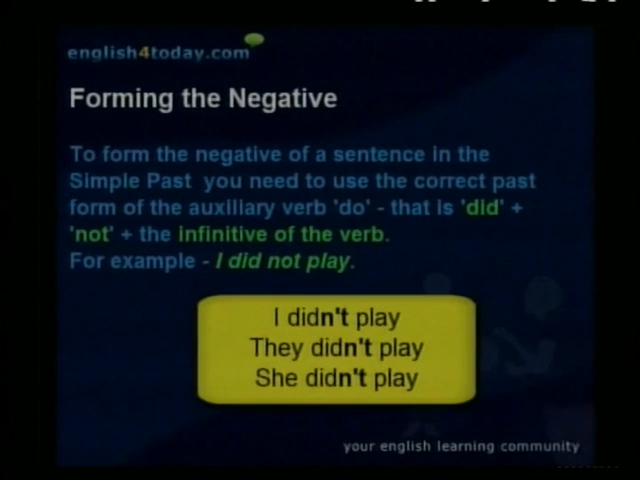 english4today.com
Forming the Negative
To form the negative of a sentence in the
Simple Past you need to use the correct past
form of the auxiliary verb 'do' - that is 'did' +
'not' + the infinitive of the verb.
For example - I did not play.
I didn't play
They didn't play
She didn't play
your english learning community